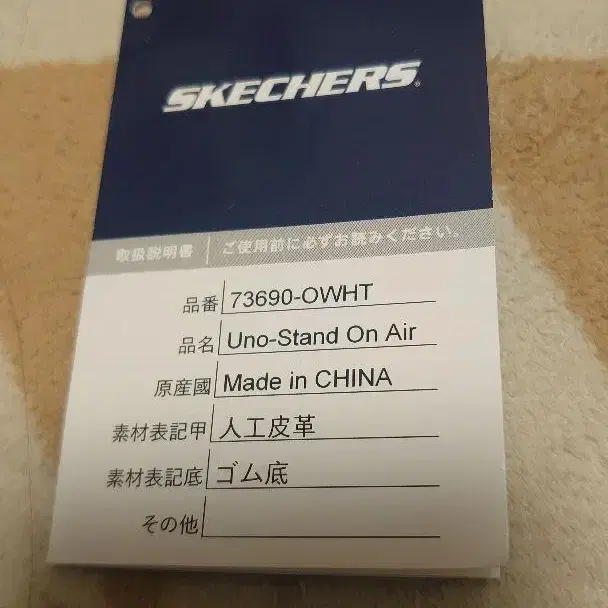 SKECHERS
取扱説明書 ご使用前に必ずお読みください。
品番 73690-OWHT
品名 Uno-Stand On Air
原産國 Made in CHINA
素材表記甲 人工皮革
素材表記底 ゴム底
その他